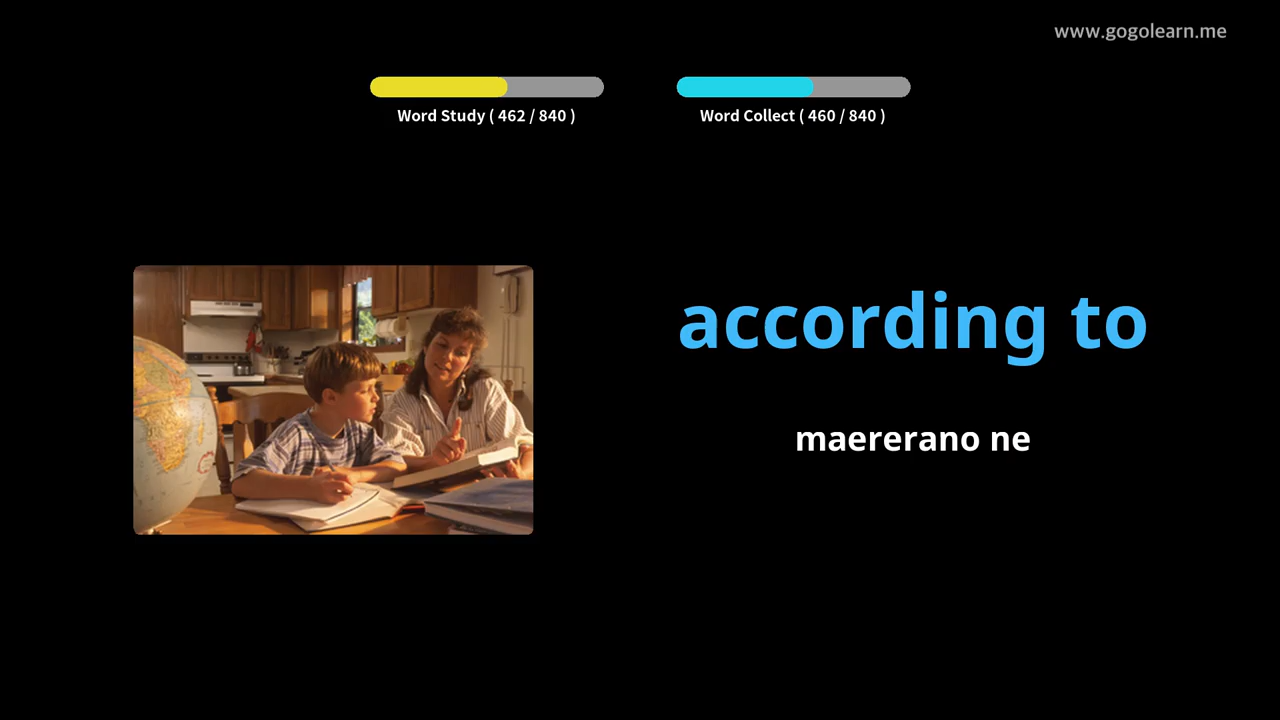 www.gogolearn.me
Word Study ( 462 / 840 )
Word Collect ( 460 / 840 )
according to
maererano ne